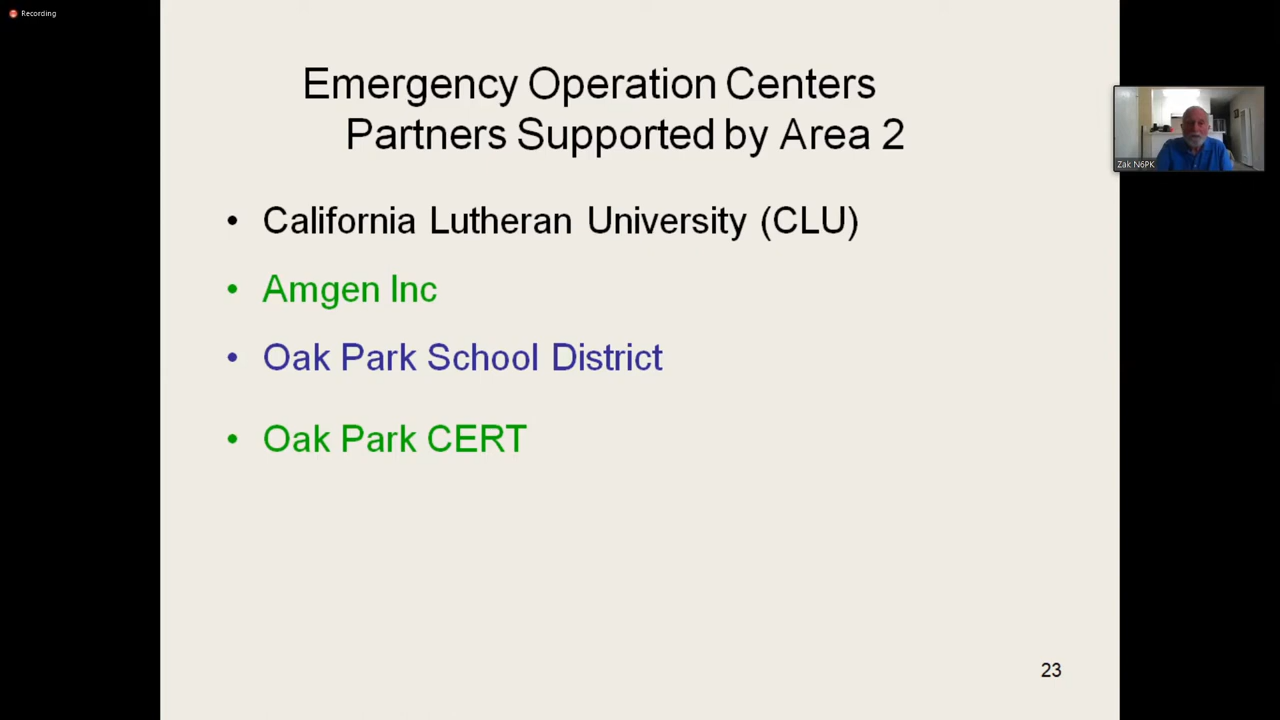 Recording
Emergency Operation Centers
Partners Supported by Area 2
• California Lutheran University (CLU)
• Amgen Inc
• Oak Park School District
• Oak Park CERT
23
Zak N6PK